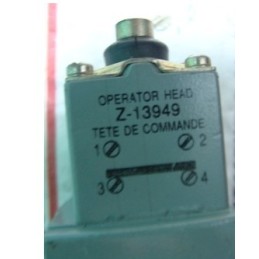 OPERATOR HEAD
Z-13949
TETE DE COMMANDE
1 2
3 4